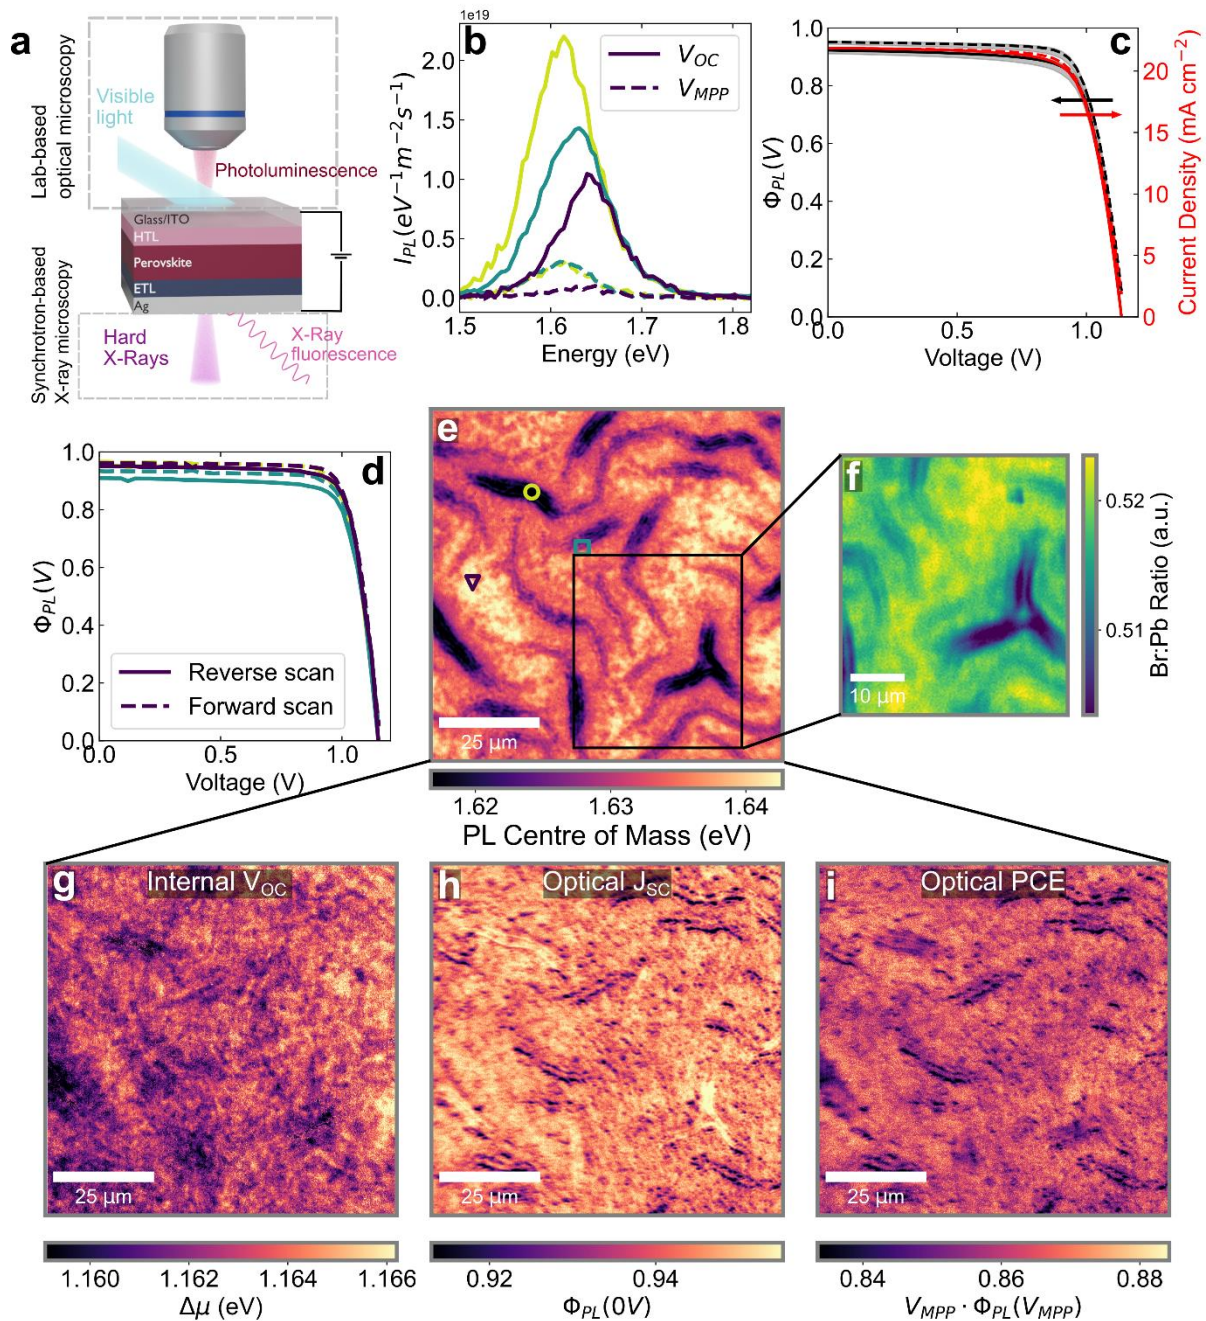 a
Lab-based
optical microscopy
Visible
light
Photoluminescence
Glass/ITO
HTL
Perovskite
ETL
Ag
Synchrotron-based
X-ray microscopy
Hard
X-Rays
X-Ray
fluorescence
b
1e19
V_OC
V_MPP
2.0
1.5
1.0
0.5
0.0
I_PL(eV⁻¹m⁻²s⁻¹)
1.5 1.6 1.7 1.8
Energy (eV)
c
1.0
0.8
0.6
0.4
0.2
0.0
Φ_PL(V)
20
15
10
5
0
Current Density (mA cm⁻²)
0.0 0.5 1.0
Voltage (V)
d
1.0
0.8
0.6
0.4
0.2
0.0
Φ_PL(V)
Reverse scan
Forward scan
0.0 0.5 1.0
Voltage (V)
e
25 μm
1.62 1.63 1.64
PL Centre of Mass (eV)
f
10 μm
0.52
0.51
Br:Pb Ratio (a.u.)
g
Internal V_OC
25 μm
1.160 1.162 1.164 1.166
Δμ (eV)
h
Optical J_SC
25 μm
0.92 0.94
Φ_PL(0V)
i
Optical PCE
25 μm
0.84 0.86 0.88
V_MPP · Φ_PL(V_MPP)